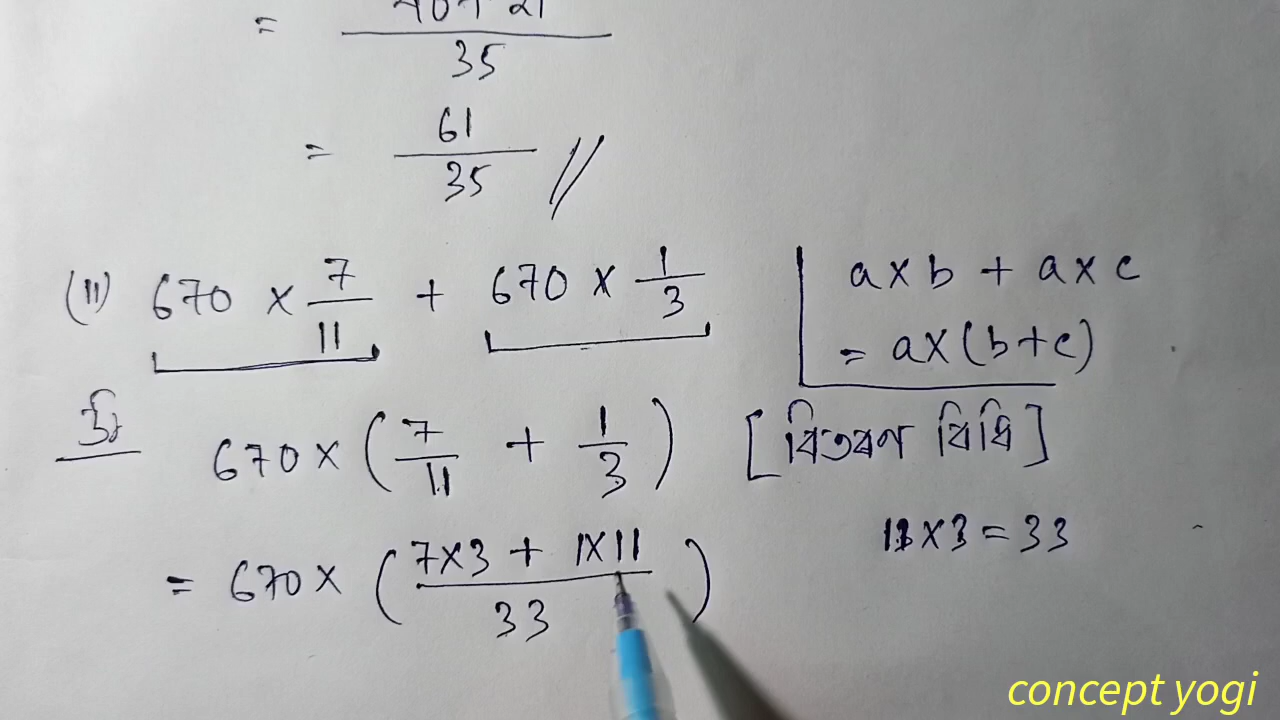 =
35
= 61/35 //
(II) 670 × 7/11 + 670 × 1/3
a×b + a×c
= a×(b+c)
উঃ 670 × (7/11 + 1/3) [বিতৰণ বিধি]
11×3=33
= 670 × (7×3 + 1×11 / 33)
concept yogi